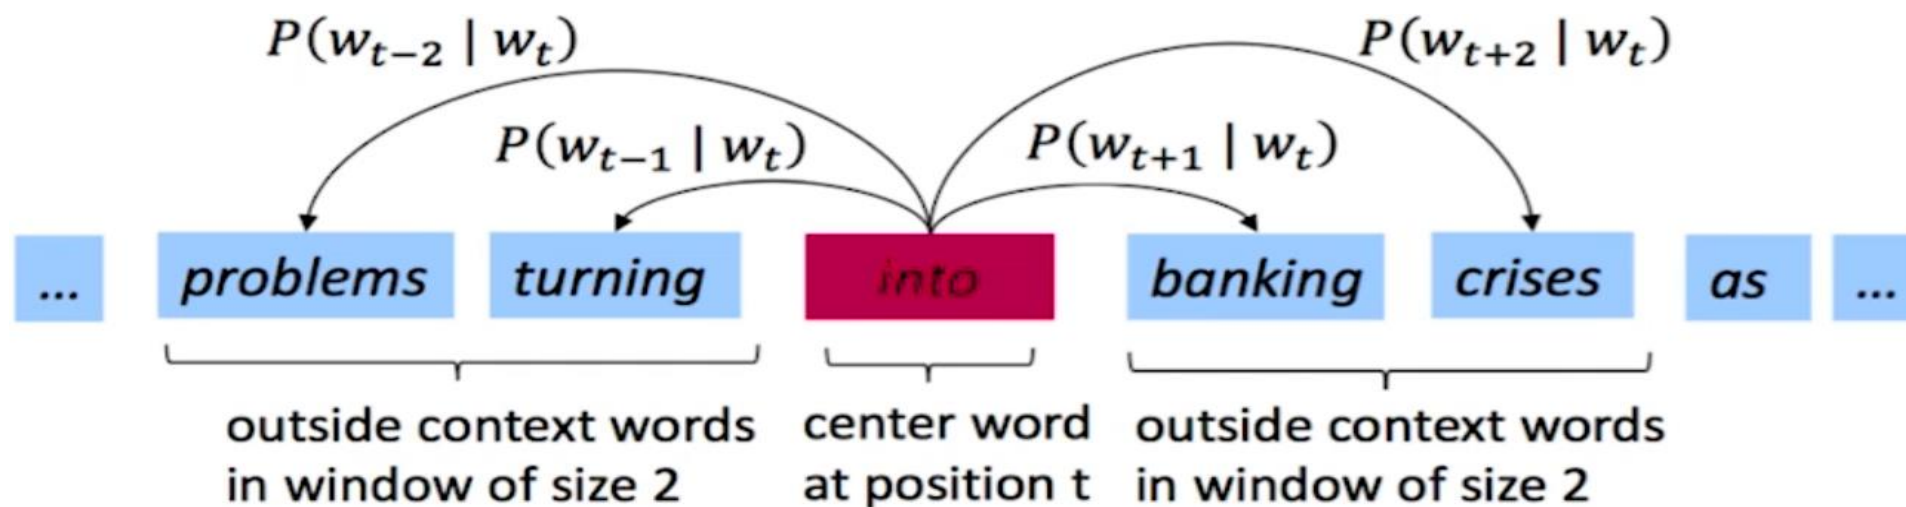 P(w_{t−2} | w_t)
P(w_{t+2} | w_t)
P(w_{t−1} | w_t)
P(w_{t+1} | w_t)
... problems turning into banking crises as ...
outside context words
in window of size 2
center word
at position t
outside context words
in window of size 2